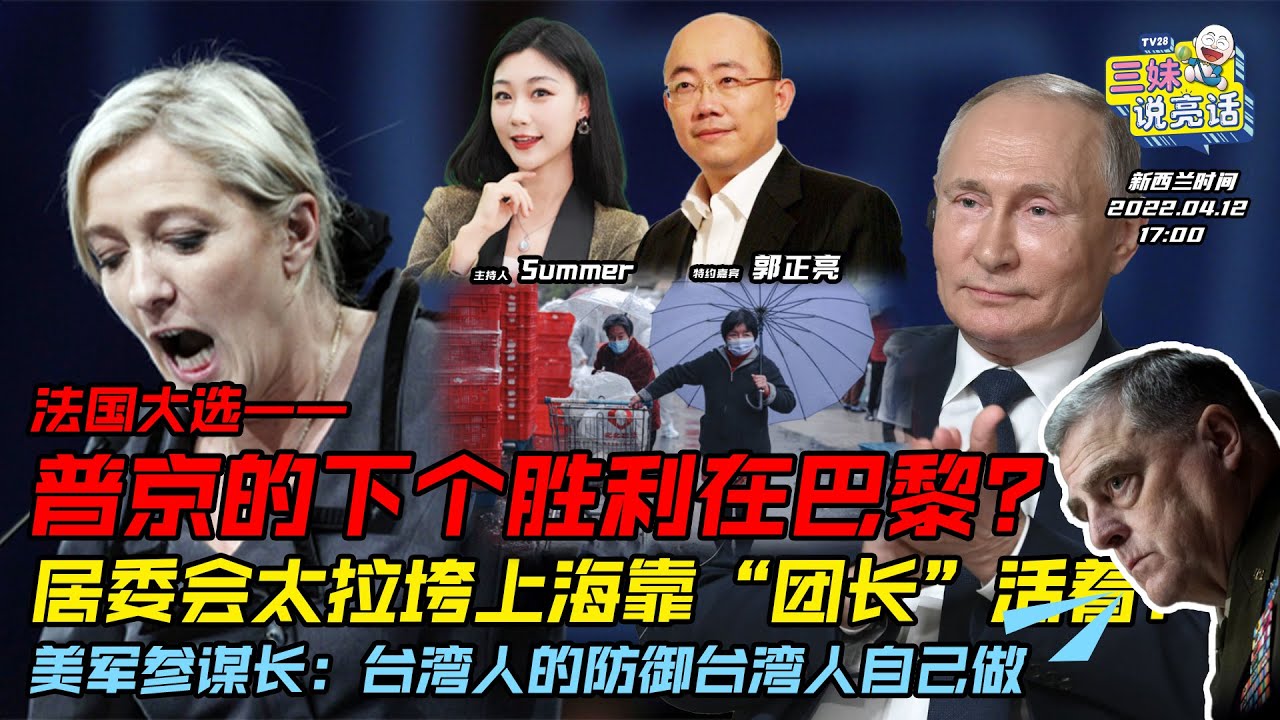 TV28
三妹
说亮话
新西兰时间
2022.04.12
17:00
主持人 Summer
特约嘉宾 郭正亮
法国大选——
普京的下个胜利在巴黎?
居委会太拉垮上海靠“团长”活着?
美军参谋长：台湾人的防御台湾人自己做